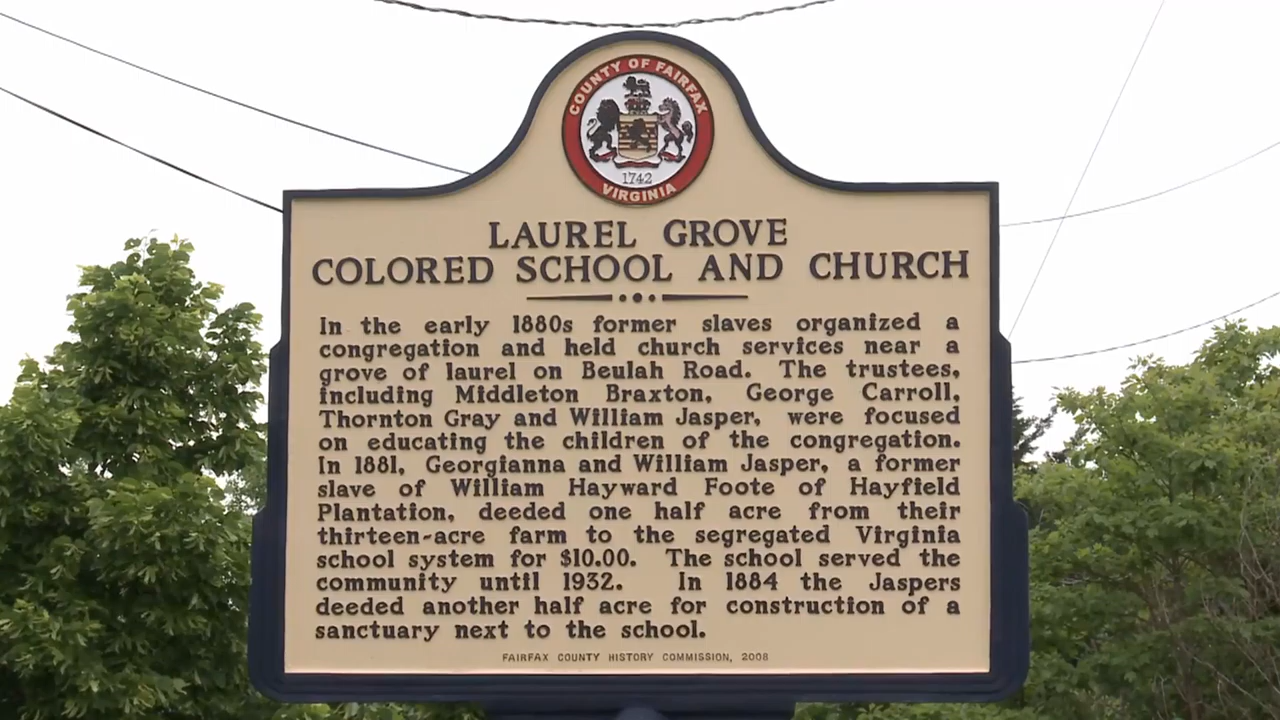 COUNTY OF FAIRFAX
1742
VIRGINIA
LAUREL GROVE
COLORED SCHOOL AND CHURCH
In the early 1880s former slaves organized a
congregation and held church services near a
grove of laurel on Beulah Road. The trustees,
including Middleton Braxton, George Carroll,
Thornton Gray and William Jasper, were focused
on educating the children of the congregation.
In 1881, Georgianna and William Jasper, a former
slave of William Hayward Foote of Hayfield
Plantation, deeded one half acre from their
thirteen-acre farm to the segregated Virginia
school system for $10.00. The school served the
community until 1932. In 1884 the Jaspers
deeded another half acre for construction of a
sanctuary next to the school.
FAIRFAX COUNTY HISTORY COMMISSION, 2008